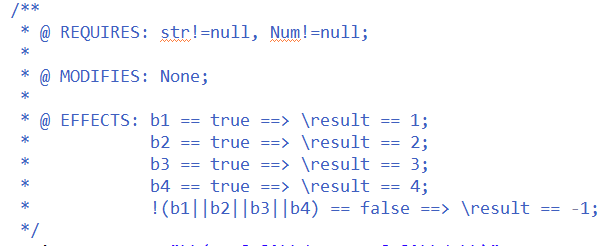 /**
* @ REQUIRES: str!=null, Num!=null;
*
* @ MODIFIES: None;
*
* @ EFFECTS: b1 == true ==> \result == 1;
* b2 == true ==> \result == 2;
* b3 == true ==> \result == 3;
* b4 == true ==> \result == 4;
* !(b1||b2||b3||b4) == false ==> \result == -1;
*/